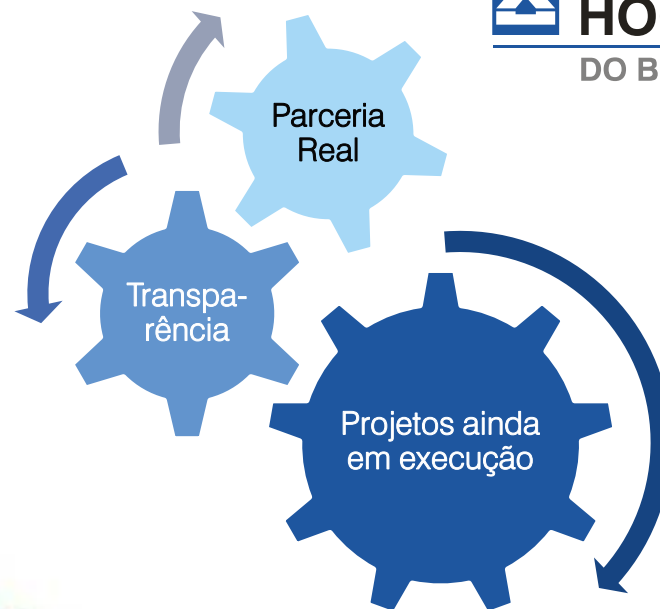 HO
DO B
Parceria
Real
Transpa-
rência
Projetos ainda
em execução